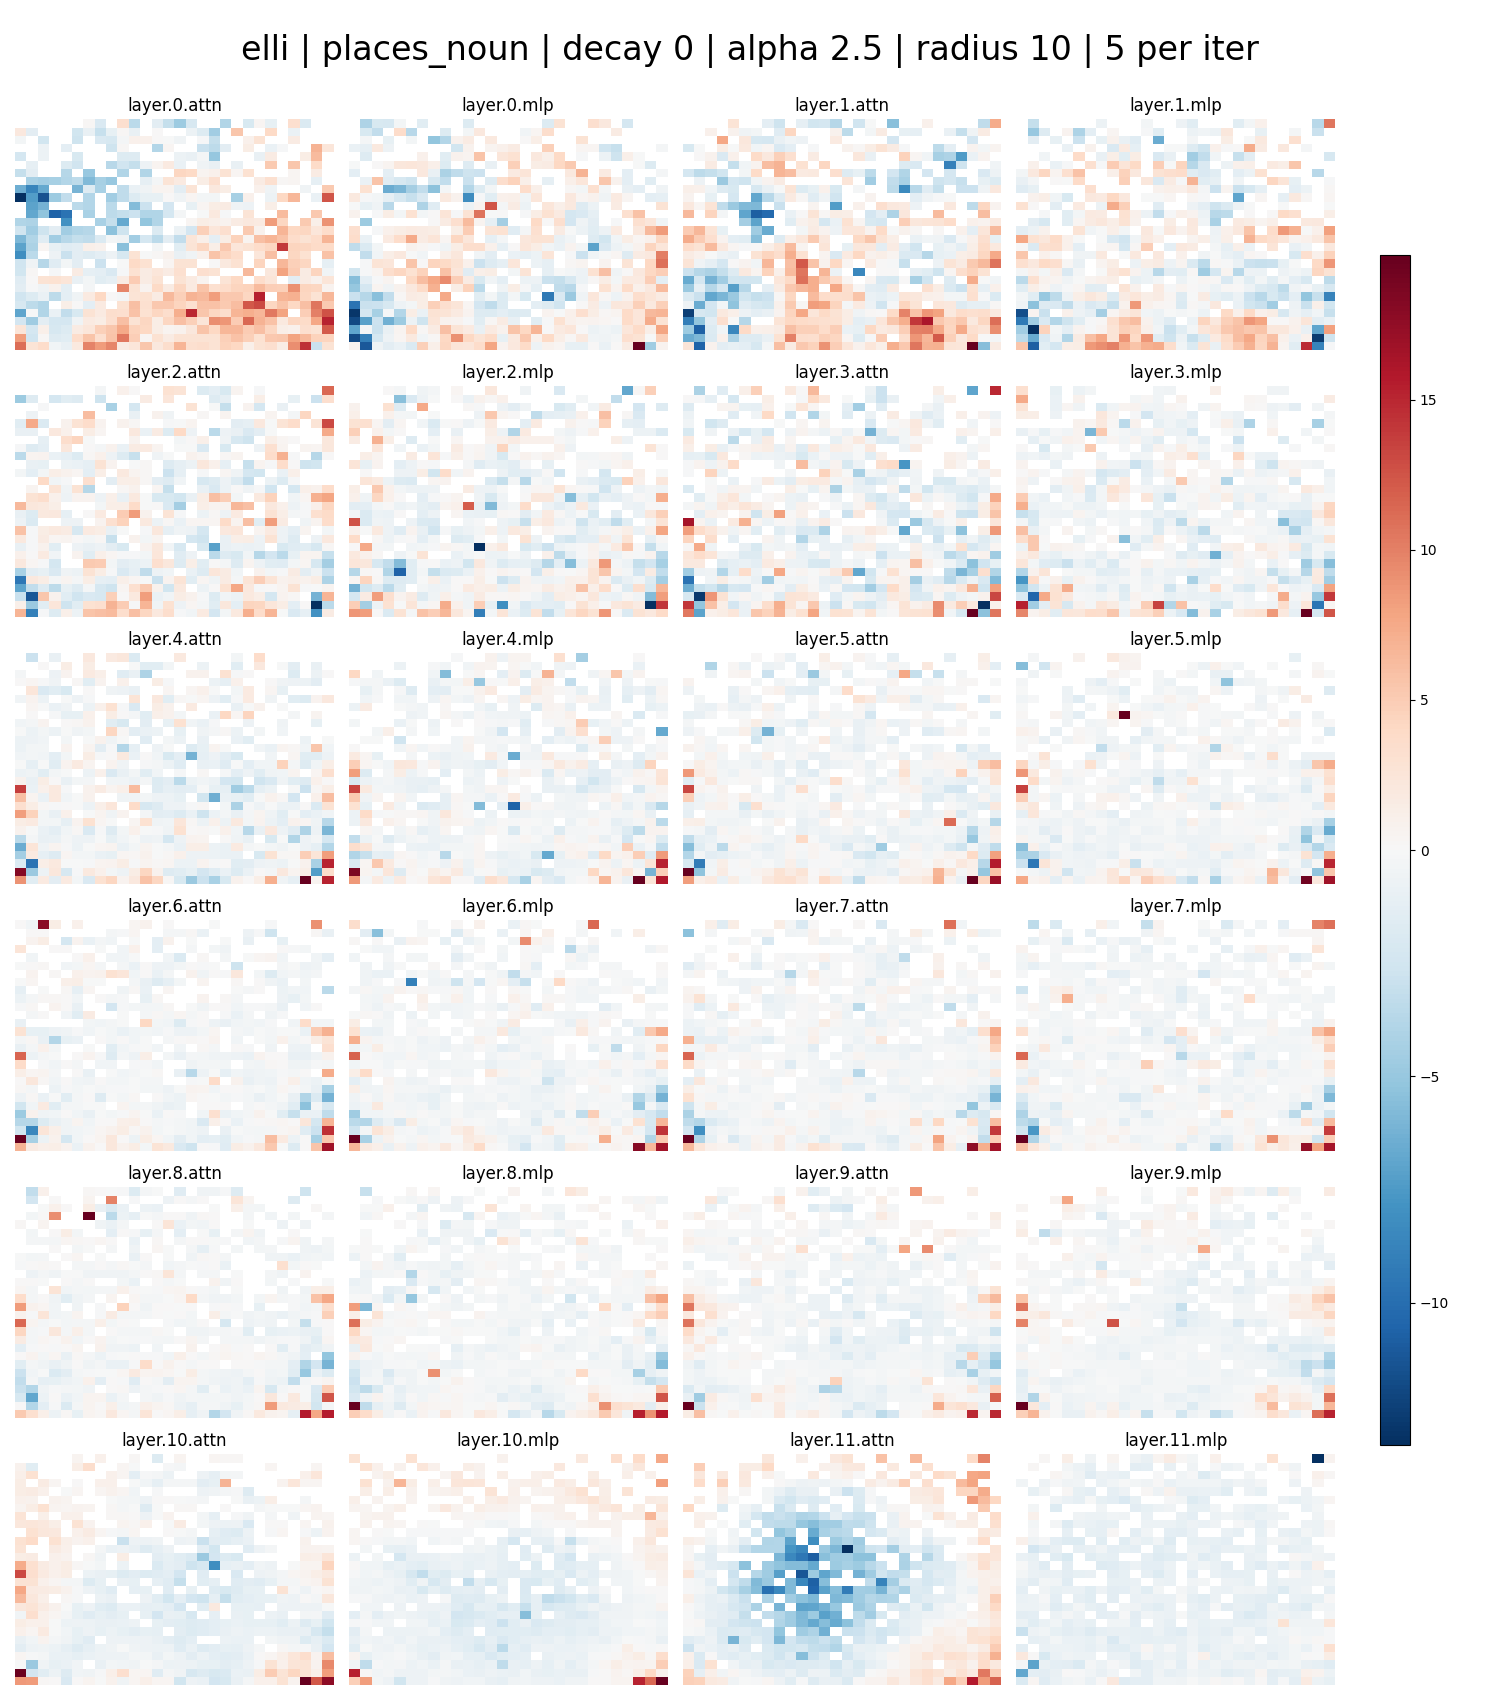 elli | places_noun | decay 0 | alpha 2.5 | radius 10 | 5 per iter
layer.0.attn layer.0.mlp layer.1.attn layer.1.mlp
layer.2.attn layer.2.mlp layer.3.attn layer.3.mlp
layer.4.attn layer.4.mlp layer.5.attn layer.5.mlp
layer.6.attn layer.6.mlp layer.7.attn layer.7.mlp
layer.8.attn layer.8.mlp layer.9.attn layer.9.mlp
layer.10.attn layer.10.mlp layer.11.attn layer.11.mlp
15
10
5
0
−5
−10